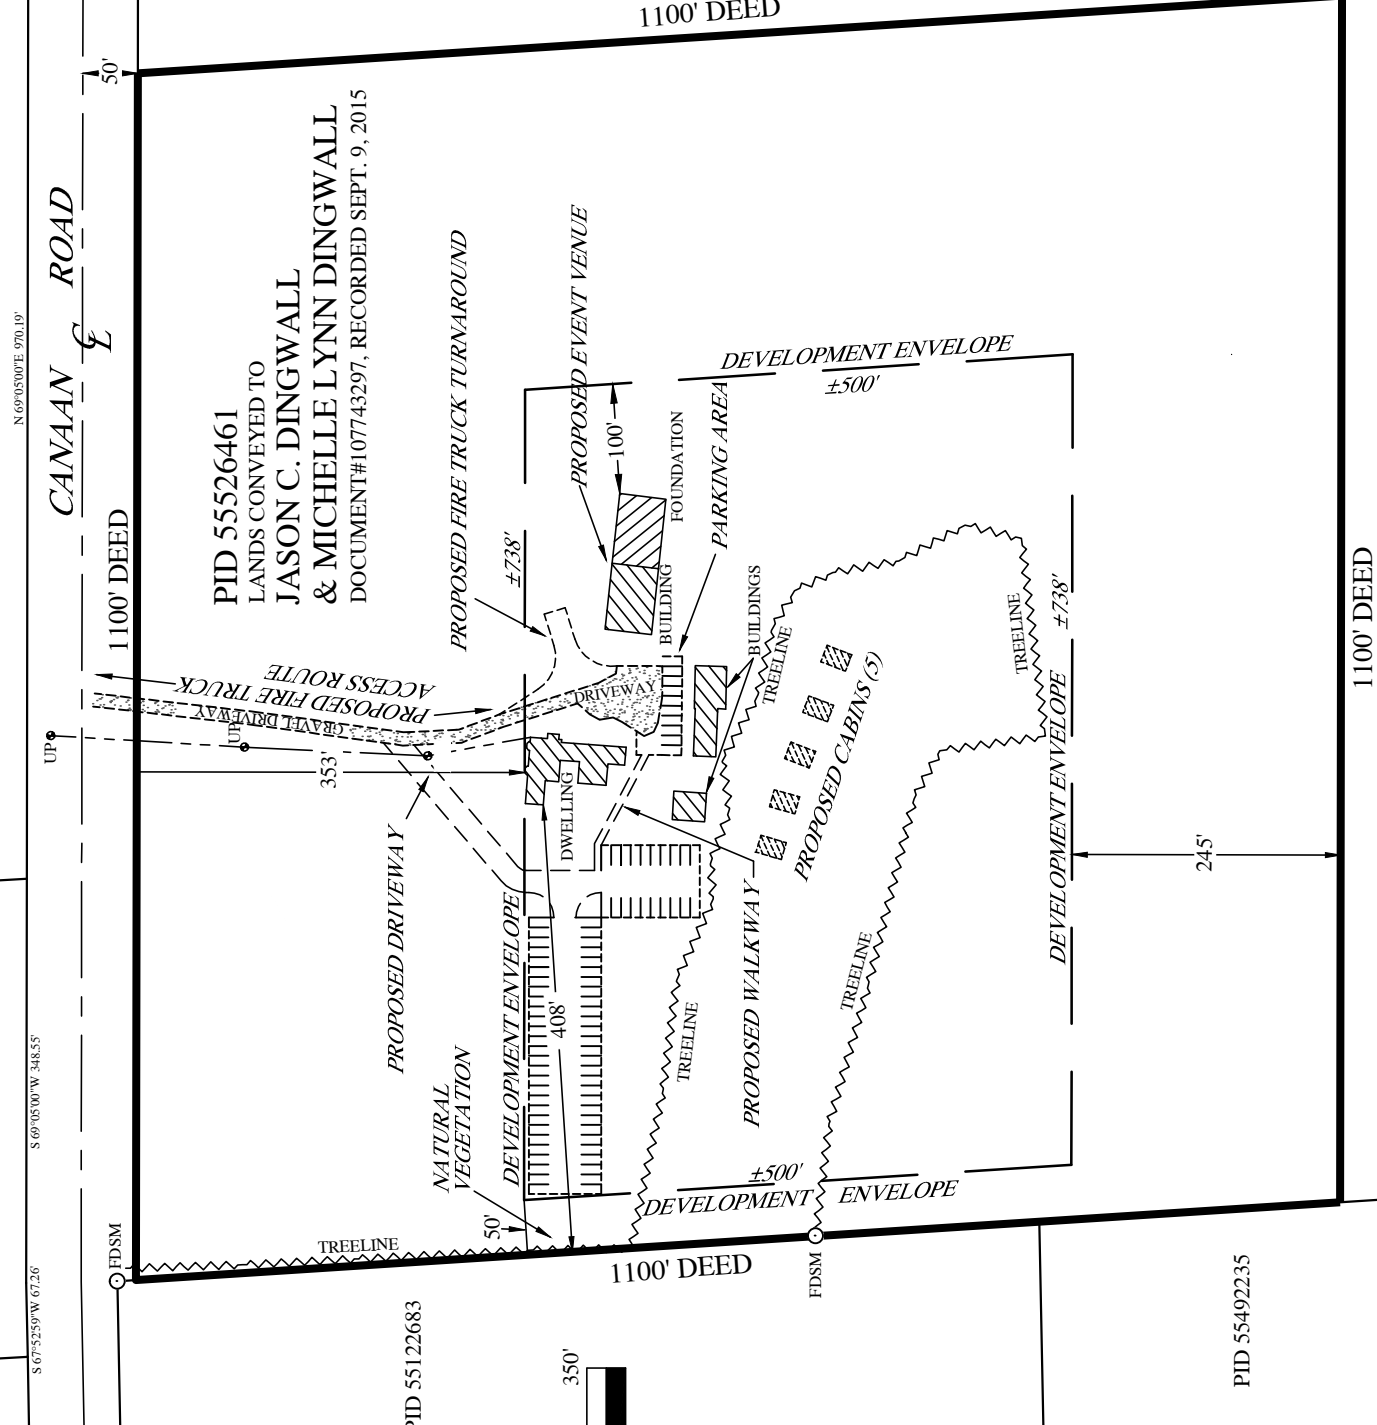 1100' DEED
50'
CANAAN ROAD
℄
N 69°05'00"E 970.19'
1100' DEED
PID 55526461
LANDS CONVEYED TO
JASON C. DINGWALL
& MICHELLE LYNN DINGWALL
DOCUMENT#107743297, RECORDED SEPT. 9, 2015
PROPOSED FIRE TRUCK TURNAROUND
PROPOSED EVENT VENUE
DEVELOPMENT ENVELOPE
±500'
100'
FOUNDATION
PARKING AREA
±738'
BUILDING
BUILDINGS
TREELINE
TREELINE
±738'
1100' DEED
PROPOSED FIRE TRUCK
ACCESS ROUTE
GRAVEL DRIVEWAY
DRIVEWAY
UP
UP
353'
DWELLING
PROPOSED CABINS (5)
DEVELOPMENT ENVELOPE
245'
PROPOSED DRIVEWAY
DEVELOPMENT ENVELOPE
408'
PROPOSED WALKWAY
TREELINE
TREELINE
NATURAL
VEGETATION
S 69°05'00"W 348.55'
50'
±500'
DEVELOPMENT ENVELOPE
FDSM
TREELINE
1100' DEED
FDSM
S 67°52'59"W 67.26'
PID 55122683
350'
PID 55492235